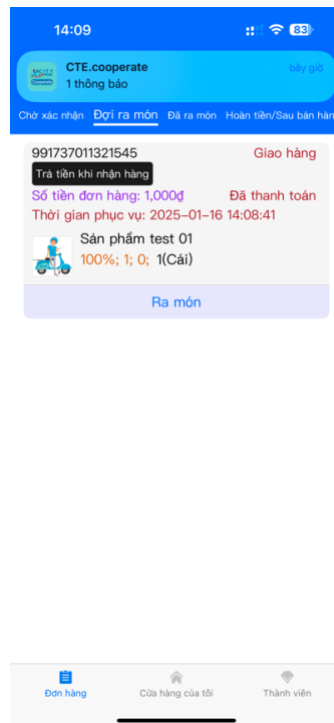 14:09
83
CTE.cooperate
bây giờ
1 thông báo
Chờ xác nhận Đợi ra món Đã ra món Hoàn tiền/Sau bán hàn
991737011321545 Giao hàng
Trả tiền khi nhận hàng
Số tiền đơn hàng: 1,000₫ Đã thanh toán
Thời gian phục vụ: 2025-01-16 14:08:41
Sản phẩm test 01
100%; 1; 0; 1(Cái)
Ra món
Đơn hàng Cửa hàng của tôi Thành viên